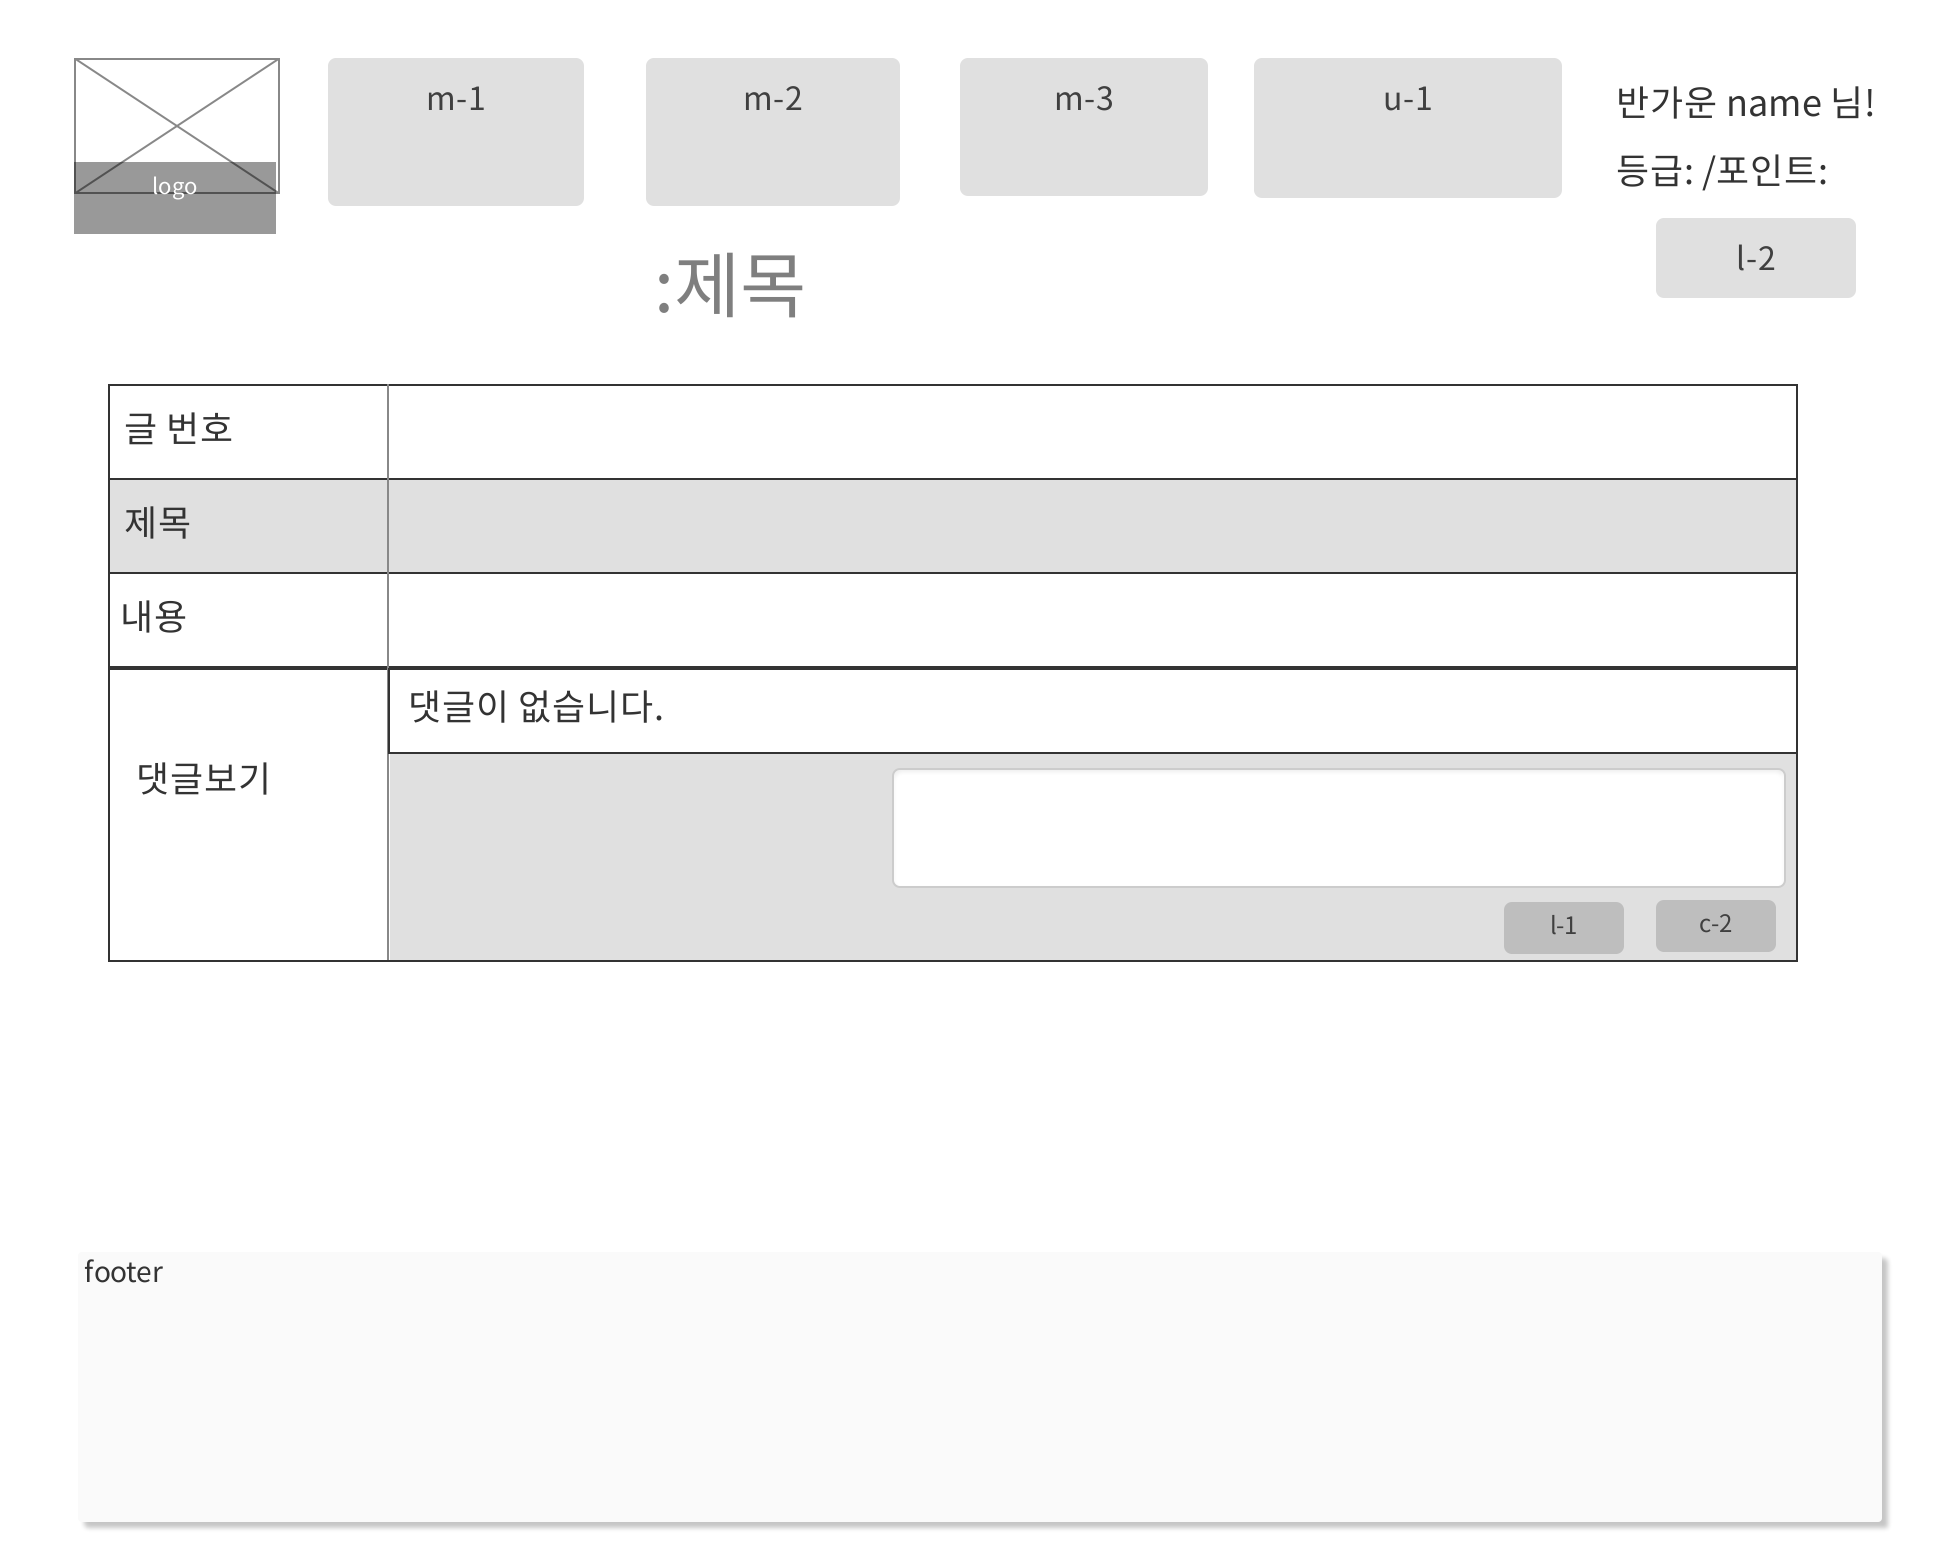 logo
m-1
m-2
m-3
u-1
반가운 name 님!
등급: /포인트:
l-2
:제목
글 번호
제목
내용
댓글보기
댓글이 없습니다.
l-1
c-2
footer